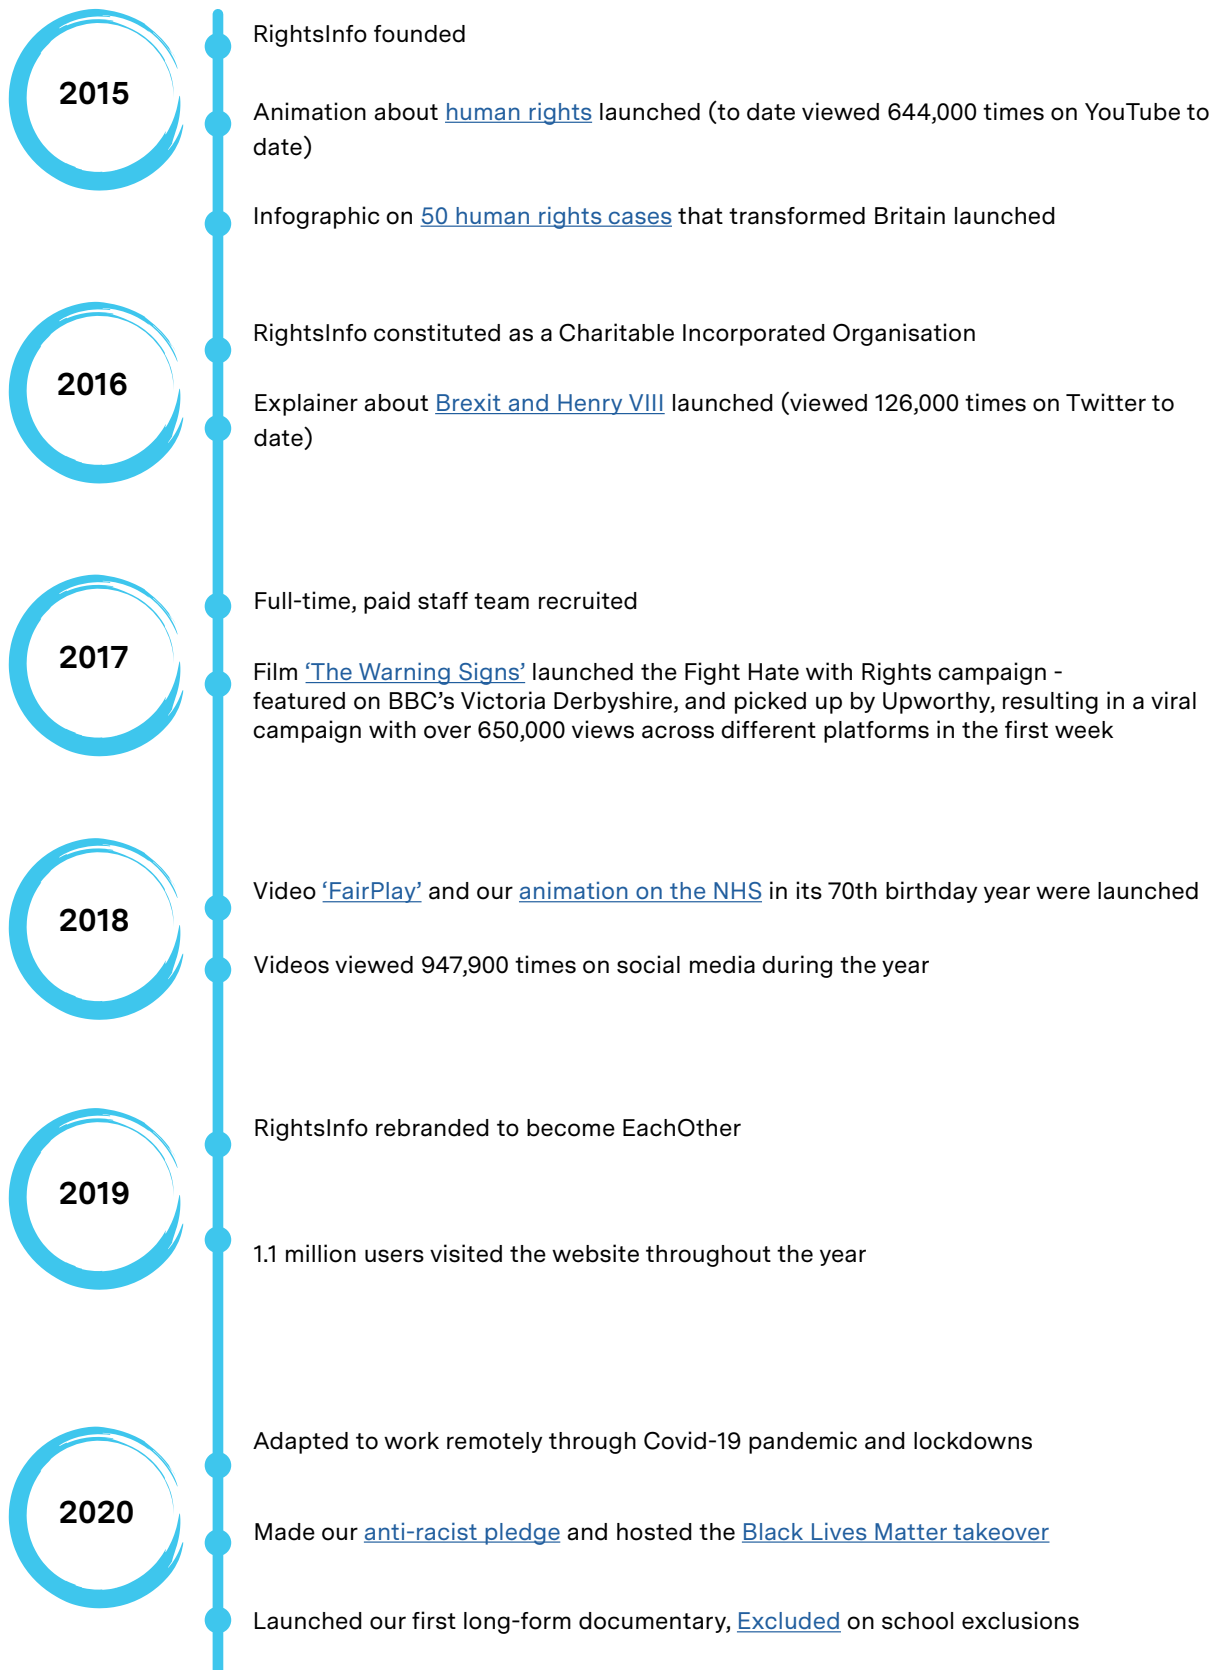 2015
RightsInfo founded
Animation about human rights launched (to date viewed 644,000 times on YouTube to
date)
Infographic on 50 human rights cases that transformed Britain launched
2016
RightsInfo constituted as a Charitable Incorporated Organisation
Explainer about Brexit and Henry VIII launched (viewed 126,000 times on Twitter to
date)
2017
Full-time, paid staff team recruited
Film ‘The Warning Signs’ launched the Fight Hate with Rights campaign -
featured on BBC’s Victoria Derbyshire, and picked up by Upworthy, resulting in a viral
campaign with over 650,000 views across different platforms in the first week
2018
Video ‘FairPlay’ and our animation on the NHS in its 70th birthday year were launched
Videos viewed 947,900 times on social media during the year
2019
RightsInfo rebranded to become EachOther
1.1 million users visited the website throughout the year
2020
Adapted to work remotely through Covid-19 pandemic and lockdowns
Made our anti-racist pledge and hosted the Black Lives Matter takeover
Launched our first long-form documentary, Excluded on school exclusions